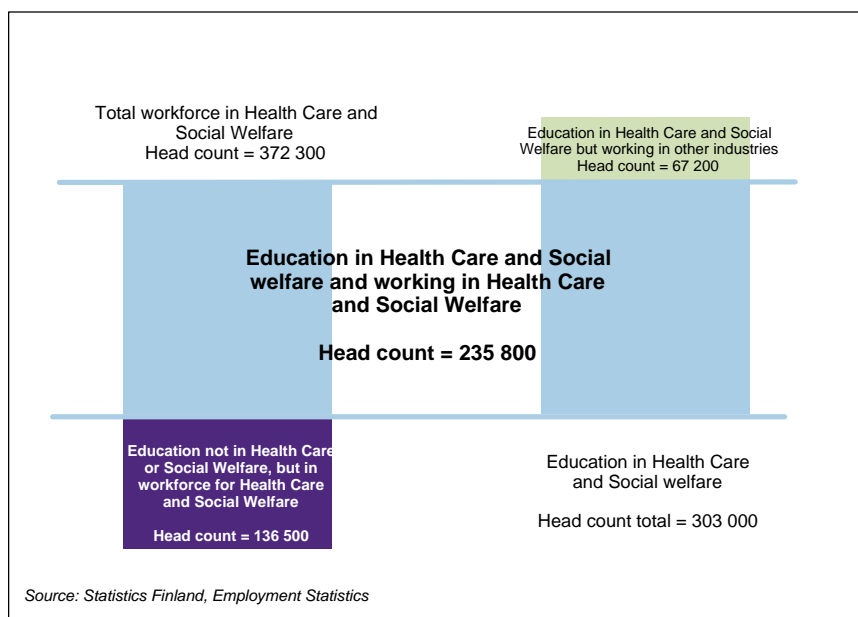 Total workforce in Health Care and
Social Welfare
Head count = 372 300
Education in Health Care and Social
Welfare but working in other industries
Head count = 67 200
Education in Health Care and Social
welfare and working in Health Care
and Social Welfare
Head count = 235 800
Education not in Health Care
or Social Welfare, but in
workforce for Health Care
and Social Welfare
Head count = 136 500
Education in Health Care
and Social welfare
Head count total = 303 000
Source: Statistics Finland, Employment Statistics